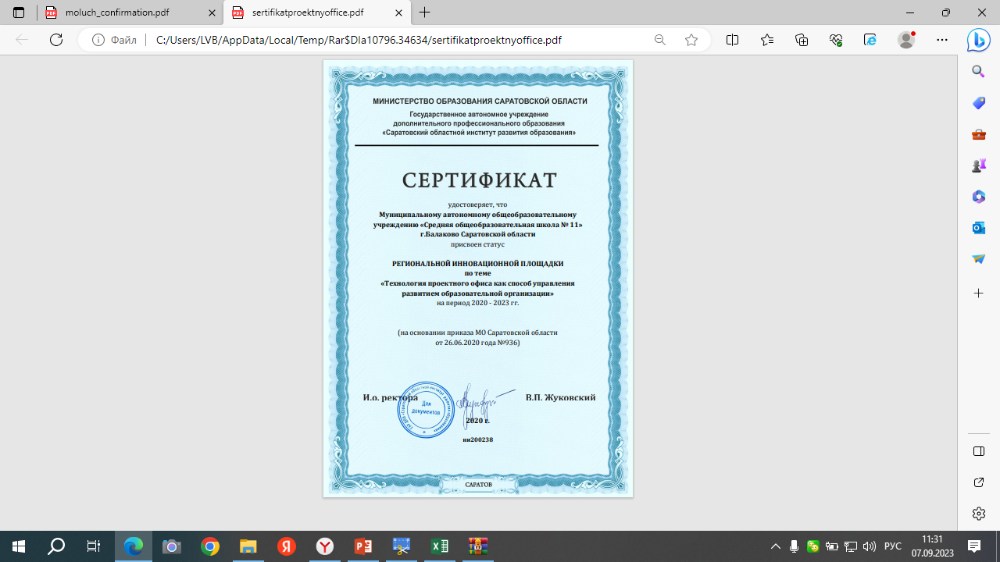 moluch_confirmation.pdf
sertifikatproektnyoffice.pdf
Файл
C:/Users/LVB/AppData/Local/Temp/Rar$DIa10796.34634/sertifikatproektnyoffice.pdf
МИНИСТЕРСТВО ОБРАЗОВАНИЯ САРАТОВСКОЙ ОБЛАСТИ
Государственное автономное учреждение
дополнительного профессионального образования
«Саратовский областной институт развития образования»
СЕРТИФИКАТ
удостоверяет, что
Муниципальному автономному общеобразовательному
учреждению «Средняя общеобразовательная школа № 11»
г.Балаково Саратовской области
присвоен статус
РЕГИОНАЛЬНОЙ ИННОВАЦИОННОЙ ПЛОЩАДКИ
по теме
«Технология проектного офиса как способ управления
развитием образовательной организации»
на период 2020 - 2023 гг.
(на основании приказа МО Саратовской области
от 26.06.2020 года №936)
И.о. ректора
В.П. Жуковский
Для
документов
2020 г.
ни200238
САРАТОВ
РУС
11:31
07.09.2023